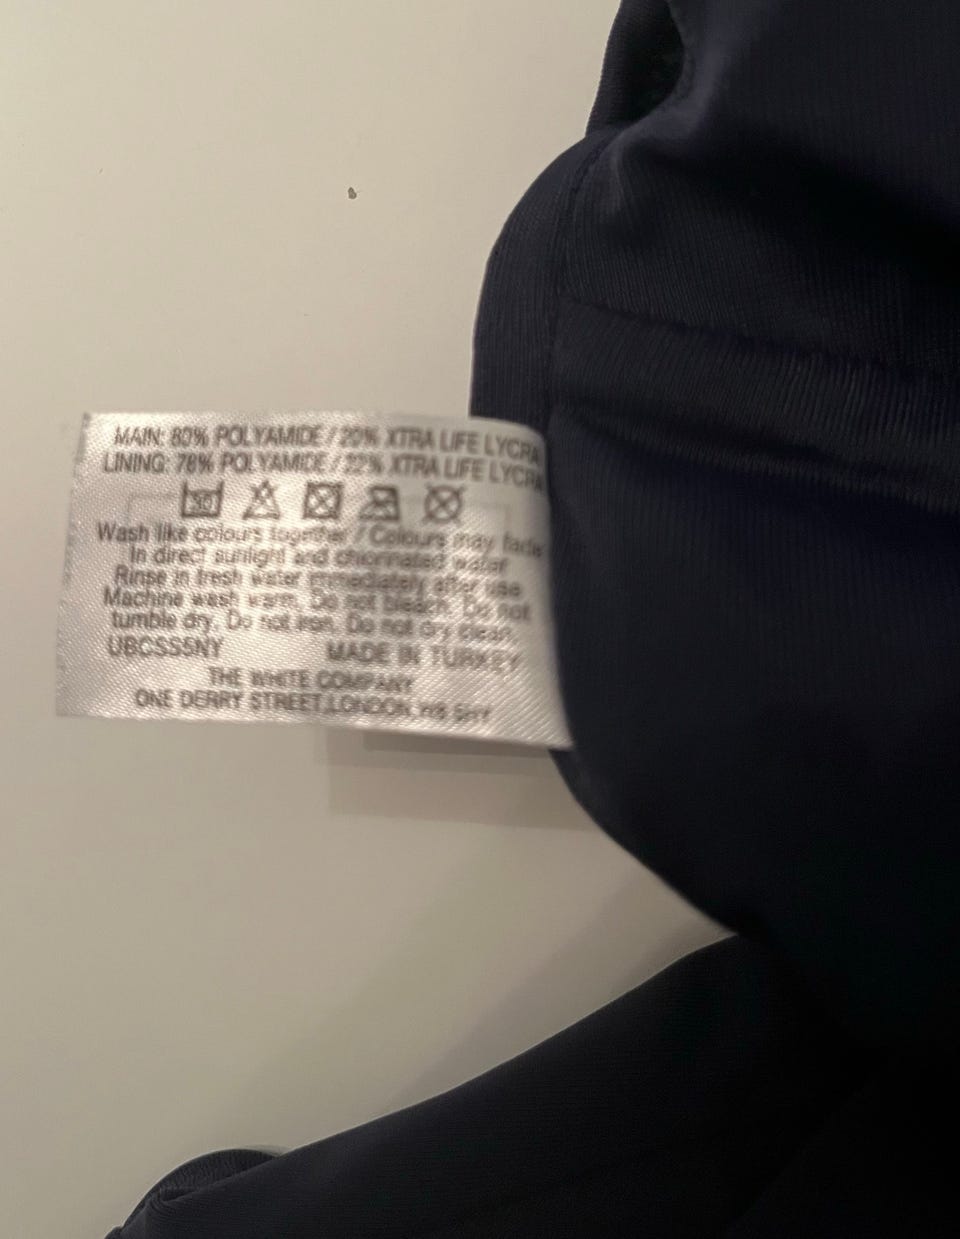 MAIN: 80% POLYAMIDE / 20% XTRA LIFE LYCRA
LINING: 78% POLYAMIDE / 22% XTRA LIFE LYCRA
30
Wash like colours together / Colours may fade
In direct sunlight and chlorinated water
Rinse in fresh water immediately after use
Machine wash warm. Do not bleach. Do not
tumble dry. Do not iron. Do not dry clean.
UBCSS5NY MADE IN TURKEY
THE WHITE COMPANY
ONE DERRY STREET,LONDON,W8 5HY